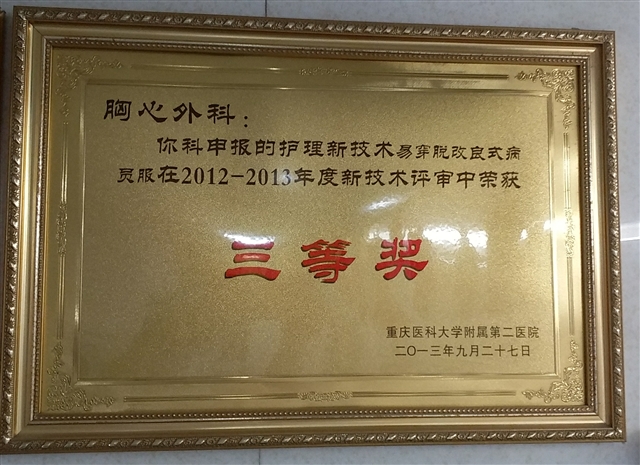 胸心外科：
你科申报的护理新技术易穿脱改良式病
员服在2012-2013年度新技术评审中荣获
三等奖
重庆医科大学附属第二医院
二〇一三年九月二十七日